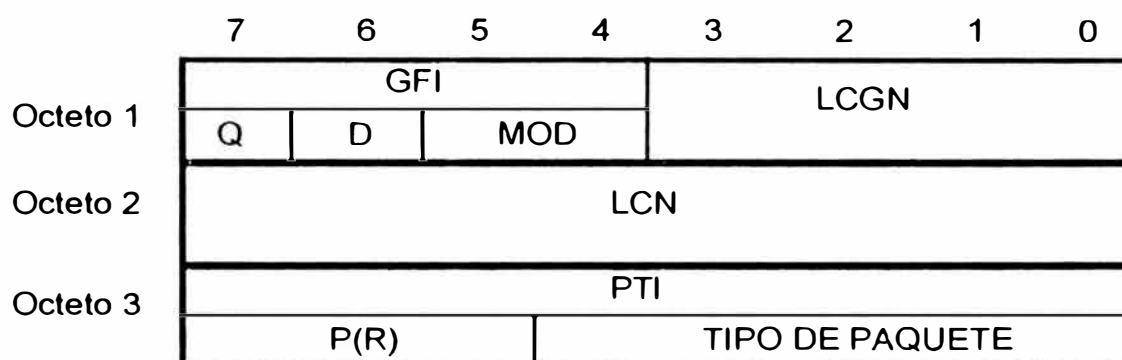 7 6 5 4 3 2 1 0
Octeto 1
GFI
LCGN
Q D MOD
Octeto 2
LCN
Octeto 3
PTI
P(R) TIPO DE PAQUETE